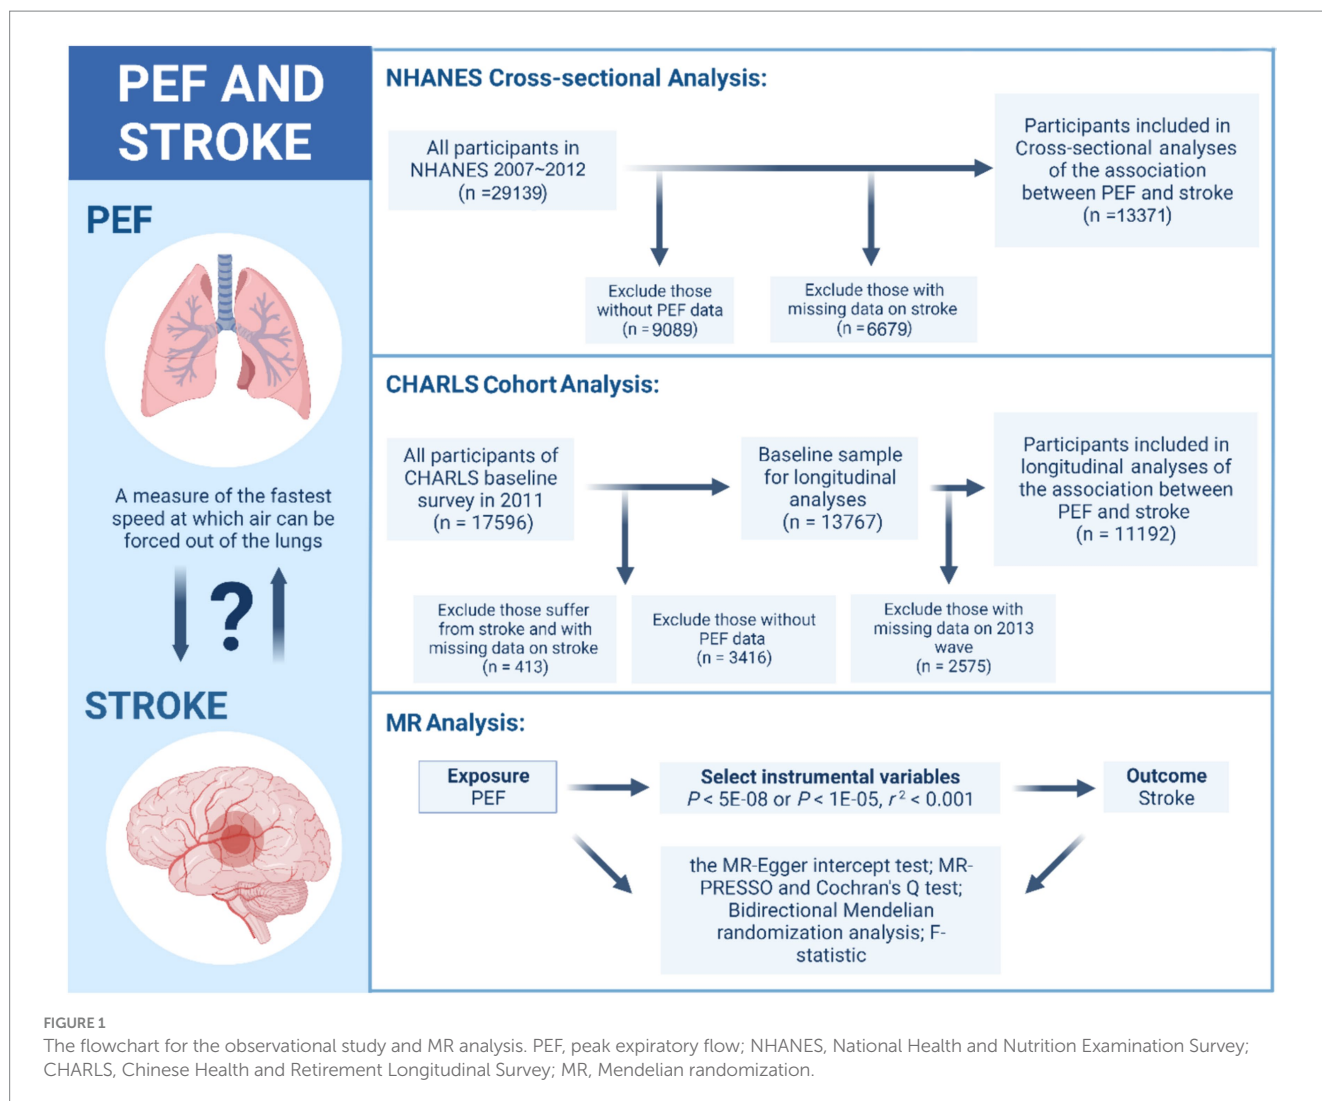 PEF AND
STROKE
PEF
A measure of the fastest
speed at which air can be
forced out of the lungs
?
STROKE
NHANES Cross-sectional Analysis:
All participants in
NHANES 2007~2012
(n =29139)
Participants included in
Cross-sectional analyses
of the association
between PEF and stroke
(n =13371)
Exclude those
without PEF data
(n = 9089)
Exclude those with
missing data on stroke
(n =6679)
CHARLS Cohort Analysis:
All participants of
CHARLS baseline
survey in 2011
(n = 17596)
Baseline sample
for longitudinal
analyses
(n = 13767)
Participants included in
longitudinal analyses of
the association between
PEF and stroke
(n = 11192)
Exclude those suffer
from stroke and with
missing data on stroke
(n = 413)
Exclude those without
PEF data
(n = 3416)
Exclude those with
missing data on 2013
wave
(n = 2575)
MR Analysis:
Exposure
PEF
Select instrumental variables
P < 5E-08 or P < 1E-05, r² < 0.001
Outcome
Stroke
the MR-Egger intercept test; MR-
PRESSO and Cochran's Q test;
Bidirectional Mendelian
randomization analysis; F-
statistic
FIGURE 1
The flowchart for the observational study and MR analysis. PEF, peak expiratory flow; NHANES, National Health and Nutrition Examination Survey;
CHARLS, Chinese Health and Retirement Longitudinal Survey; MR, Mendelian randomization.